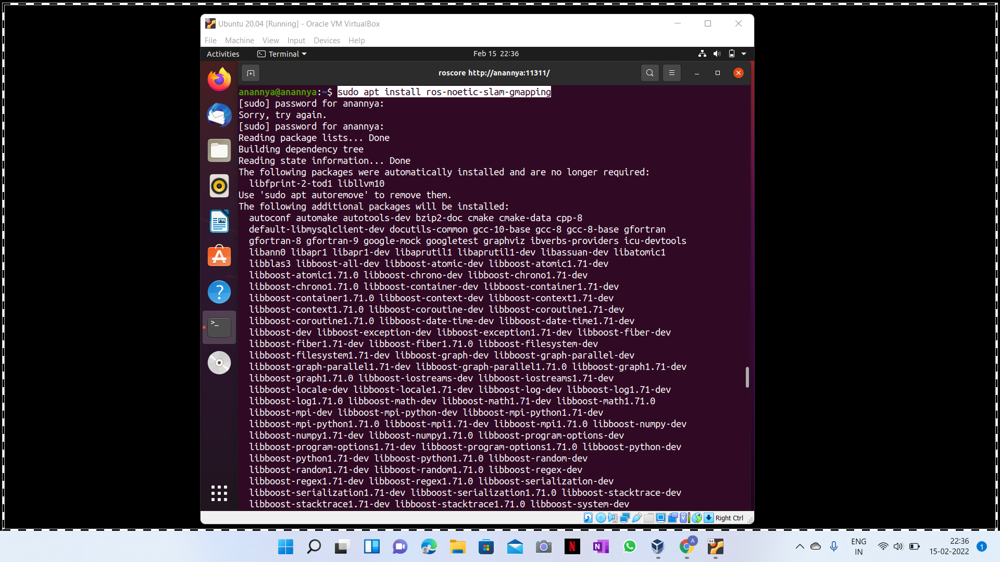 Ubuntu 20.04 [Running] - Oracle VM VirtualBox
File Machine View Input Devices Help
Activities Terminal Feb 15 22:36
roscore http://anannya:11311/
anannya@anannya:~$ sudo apt install ros-noetic-slam-gmapping
[sudo] password for anannya:
Sorry, try again.
[sudo] password for anannya:
Reading package lists... Done
Building dependency tree
Reading state information... Done
The following packages were automatically installed and are no longer required:
libfprint-2-tod1 libllvm10
Use 'sudo apt autoremove' to remove them.
The following additional packages will be installed:
autoconf automake autotools-dev bzip2-doc cmake cmake-data cpp-8
default-libmysqlclient-dev docutils-common gcc-10-base gcc-8 gcc-8-base gfortran
gfortran-8 gfortran-9 google-mock googletest graphviz ibverbs-providers icu-devtools
libann0 libapr1 libapr1-dev libaprutil1 libaprutil1-dev libassuan-dev libatomic1
libblas3 libboost-all-dev libboost-atomic-dev libboost-atomic1.71-dev
libboost-atomic1.71.0 libboost-chrono-dev libboost-chrono1.71-dev
libboost-chrono1.71.0 libboost-container-dev libboost-container1.71-dev
libboost-container1.71.0 libboost-context-dev libboost-context1.71-dev
libboost-context1.71.0 libboost-coroutine-dev libboost-coroutine1.71-dev
libboost-coroutine1.71.0 libboost-date-time-dev libboost-date-time1.71-dev
libboost-dev libboost-exception-dev libboost-exception1.71-dev libboost-fiber-dev
libboost-fiber1.71-dev libboost-fiber1.71.0 libboost-filesystem-dev
libboost-filesystem1.71-dev libboost-graph-dev libboost-graph-parallel-dev
libboost-graph-parallel1.71-dev libboost-graph-parallel1.71.0 libboost-graph1.71-dev
libboost-graph1.71.0 libboost-iostreams-dev libboost-iostreams1.71-dev
libboost-locale-dev libboost-locale1.71-dev libboost-log-dev libboost-log1.71-dev
libboost-log1.71.0 libboost-math-dev libboost-math1.71-dev libboost-math1.71.0
libboost-mpi-dev libboost-mpi-python-dev libboost-mpi-python1.71-dev
libboost-mpi-python1.71.0 libboost-mpi1.71-dev libboost-mpi1.71.0 libboost-numpy-dev
libboost-numpy1.71-dev libboost-numpy1.71.0 libboost-program-options-dev
libboost-program-options1.71-dev libboost-program-options1.71.0 libboost-python-dev
libboost-python1.71-dev libboost-python1.71.0 libboost-random-dev
libboost-random1.71-dev libboost-random1.71.0 libboost-regex-dev
libboost-regex1.71-dev libboost-regex1.71.0 libboost-serialization-dev
libboost-serialization1.71-dev libboost-serialization1.71.0 libboost-stacktrace-dev
libboost-stacktrace1.71-dev libboost-stacktrace1.71.0 libboost-system-dev
Right Ctrl
ENG
IN
22:36
15-02-2022
1